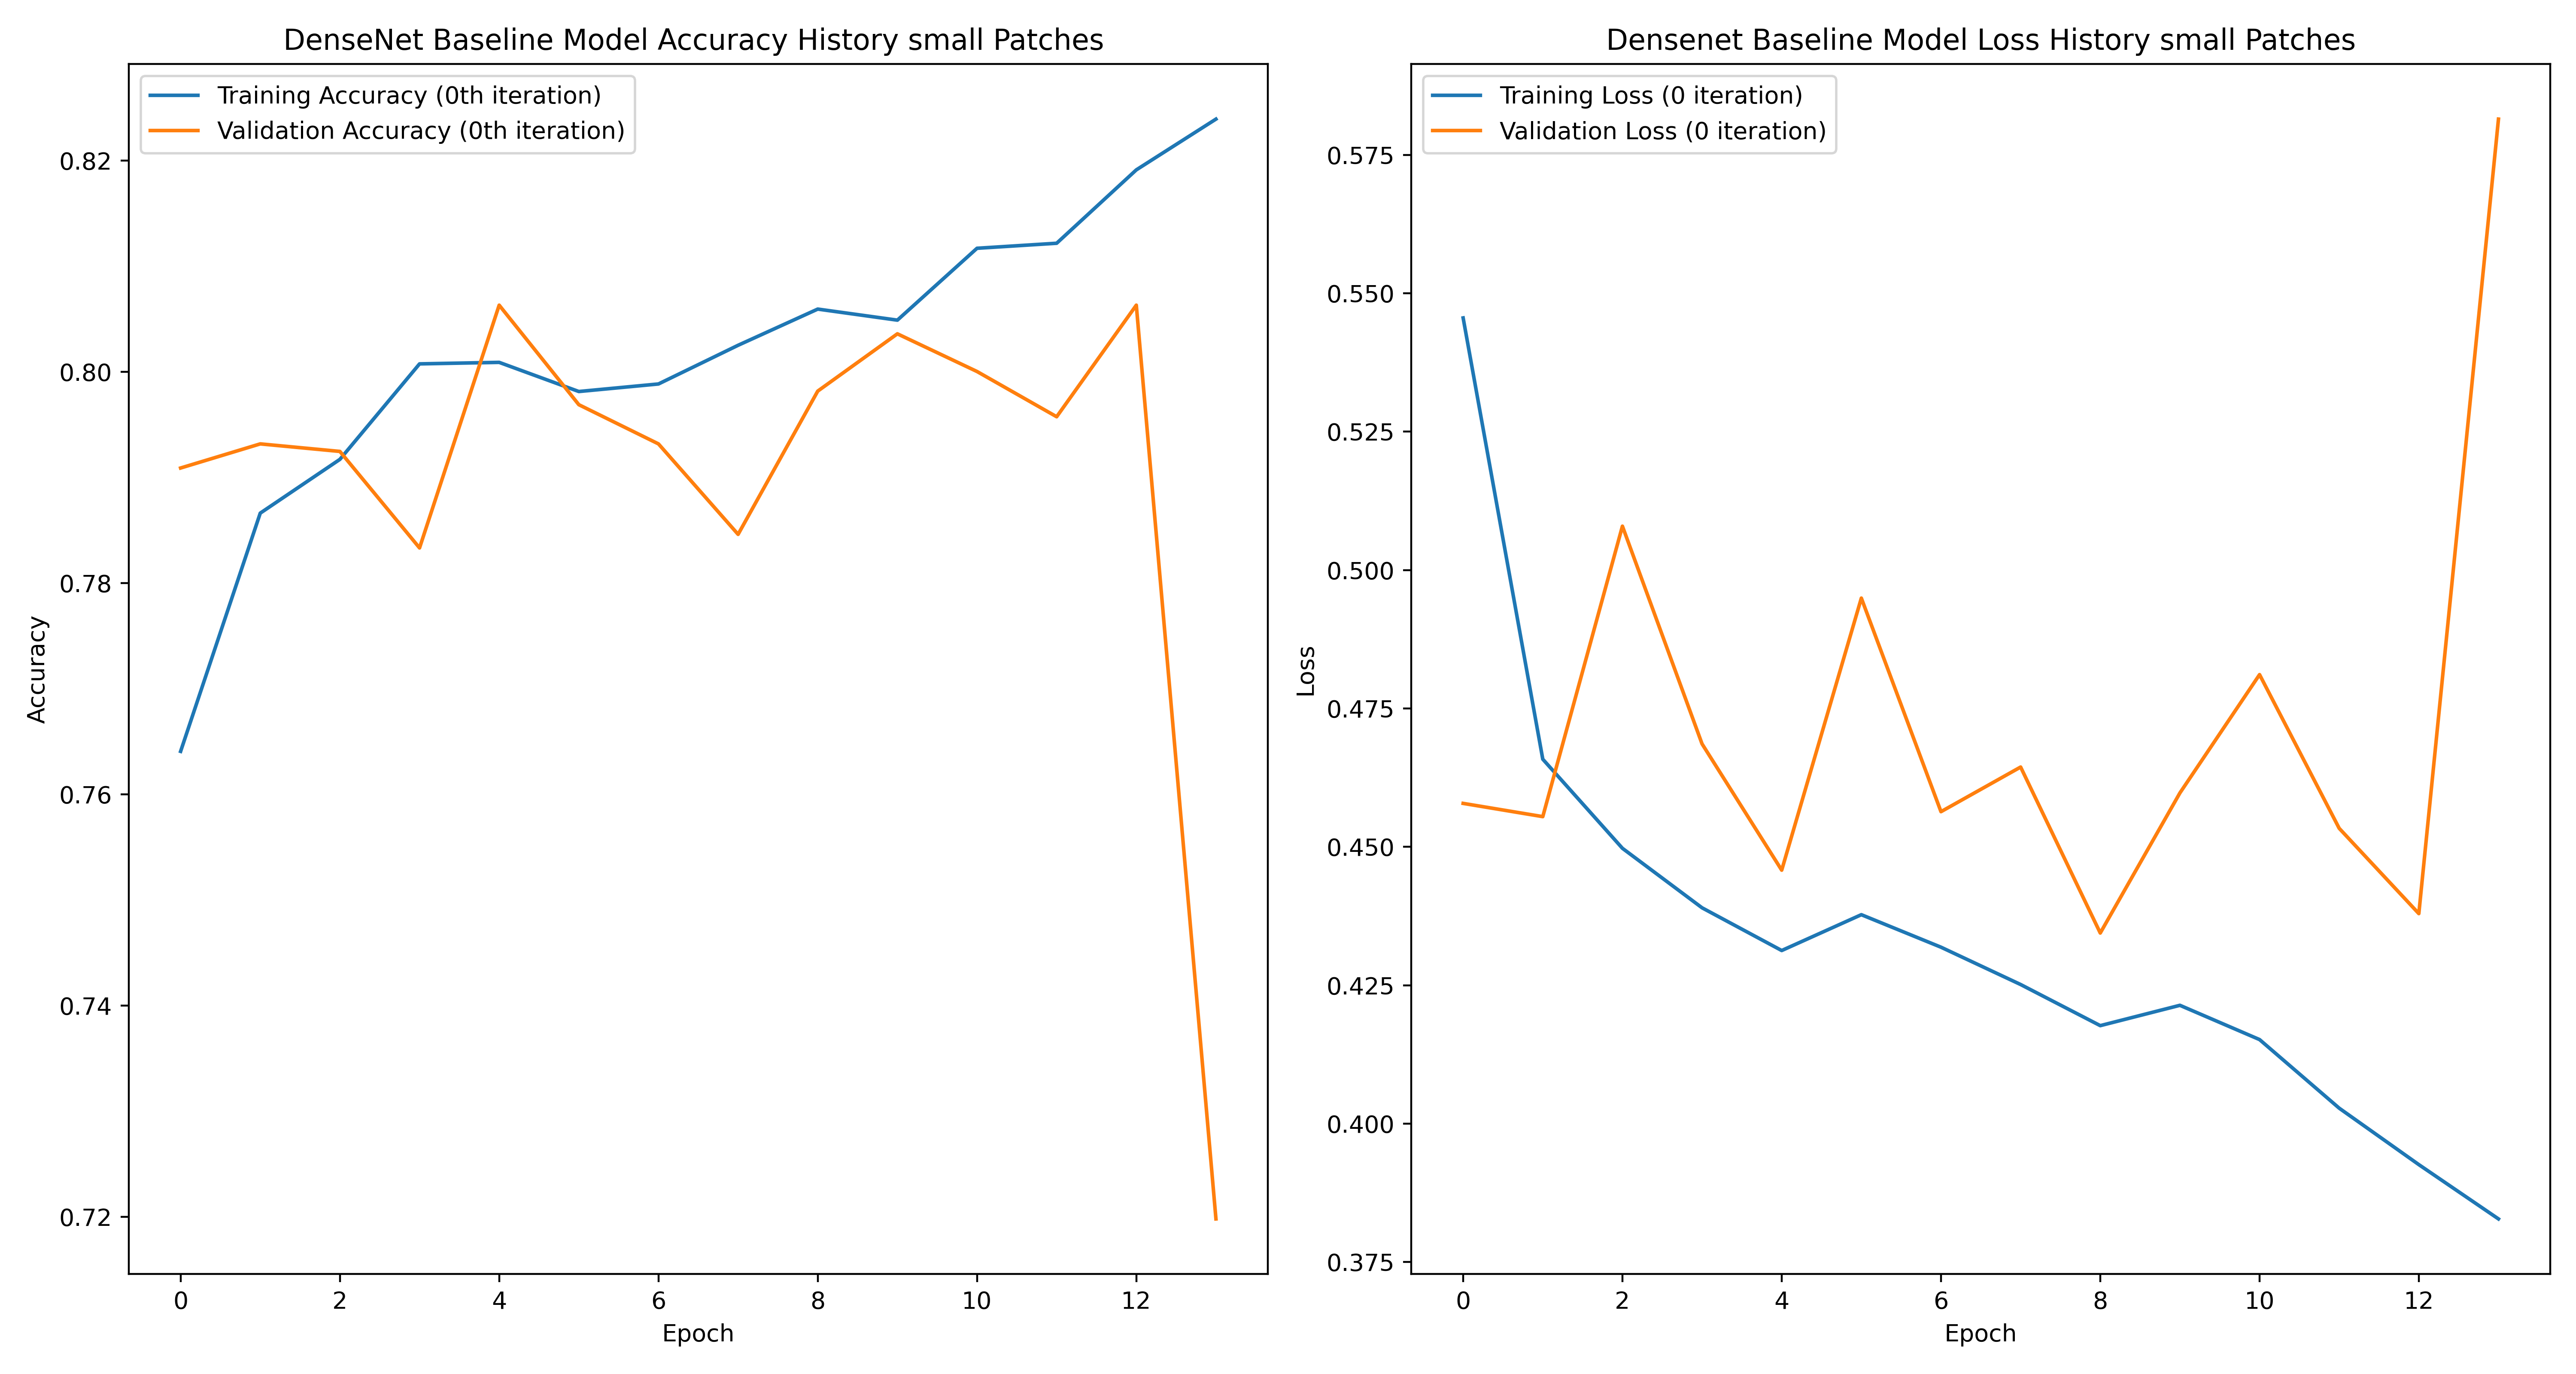 DenseNet Baseline Model Accuracy History small Patches
Training Accuracy (0th iteration)
Validation Accuracy (0th iteration)
0.82
0.80
0.78
0.76
0.74
0.72
Accuracy
0 2 4 6 8 10 12
Epoch
Densenet Baseline Model Loss History small Patches
Training Loss (0 iteration)
Validation Loss (0 iteration)
0.575
0.550
0.525
0.500
0.475
0.450
0.425
0.400
0.375
Loss
0 2 4 6 8 10 12
Epoch